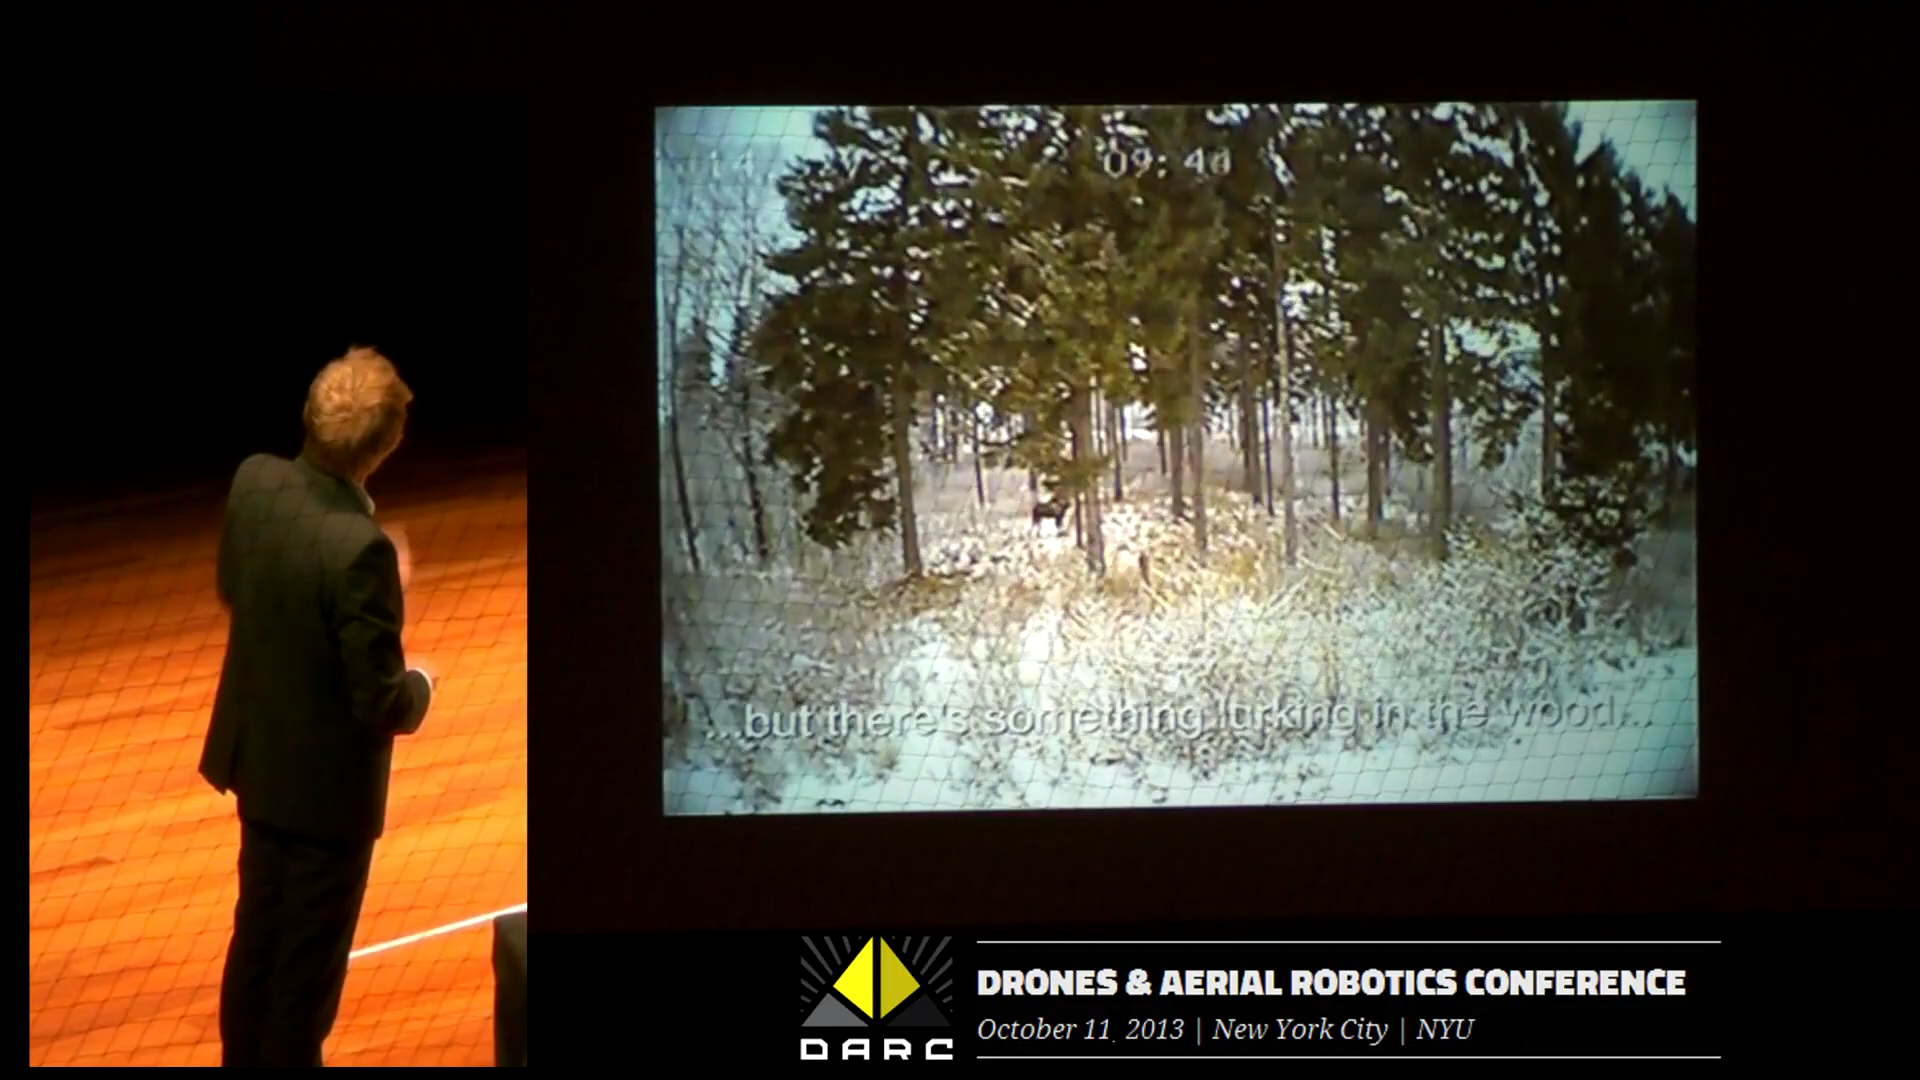 14
09:40
...but there's something lurking in the wood...
DARC
DRONES & AERIAL ROBOTICS CONFERENCE
October 11, 2013 | New York City | NYU